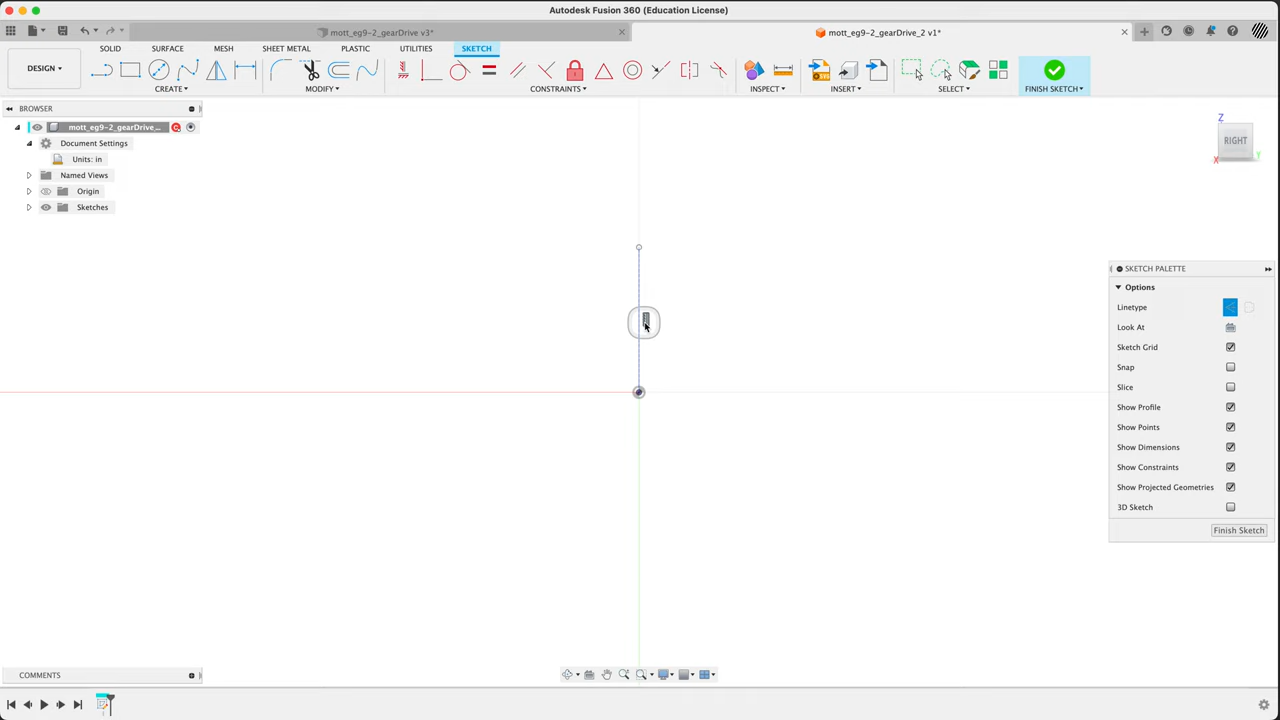 Autodesk Fusion 360 (Education License)
mott_eg9-2_gearDrive v3*
mott_eg9-2_gearDrive_2 v1*
DESIGN
SOLID
SURFACE
MESH
SHEET METAL
PLASTIC
UTILITIES
SKETCH
CREATE
MODIFY
CONSTRAINTS
INSPECT
INSERT
SELECT
FINISH SKETCH
BROWSER
mott_eg9-2_gearDrive_...
Document Settings
Units: in
Named Views
Origin
Sketches
Z
RIGHT
X
Y
SKETCH PALETTE
Options
Linetype
Look At
Sketch Grid
Snap
Slice
Show Profile
Show Points
Show Dimensions
Show Constraints
Show Projected Geometries
3D Sketch
Finish Sketch
COMMENTS